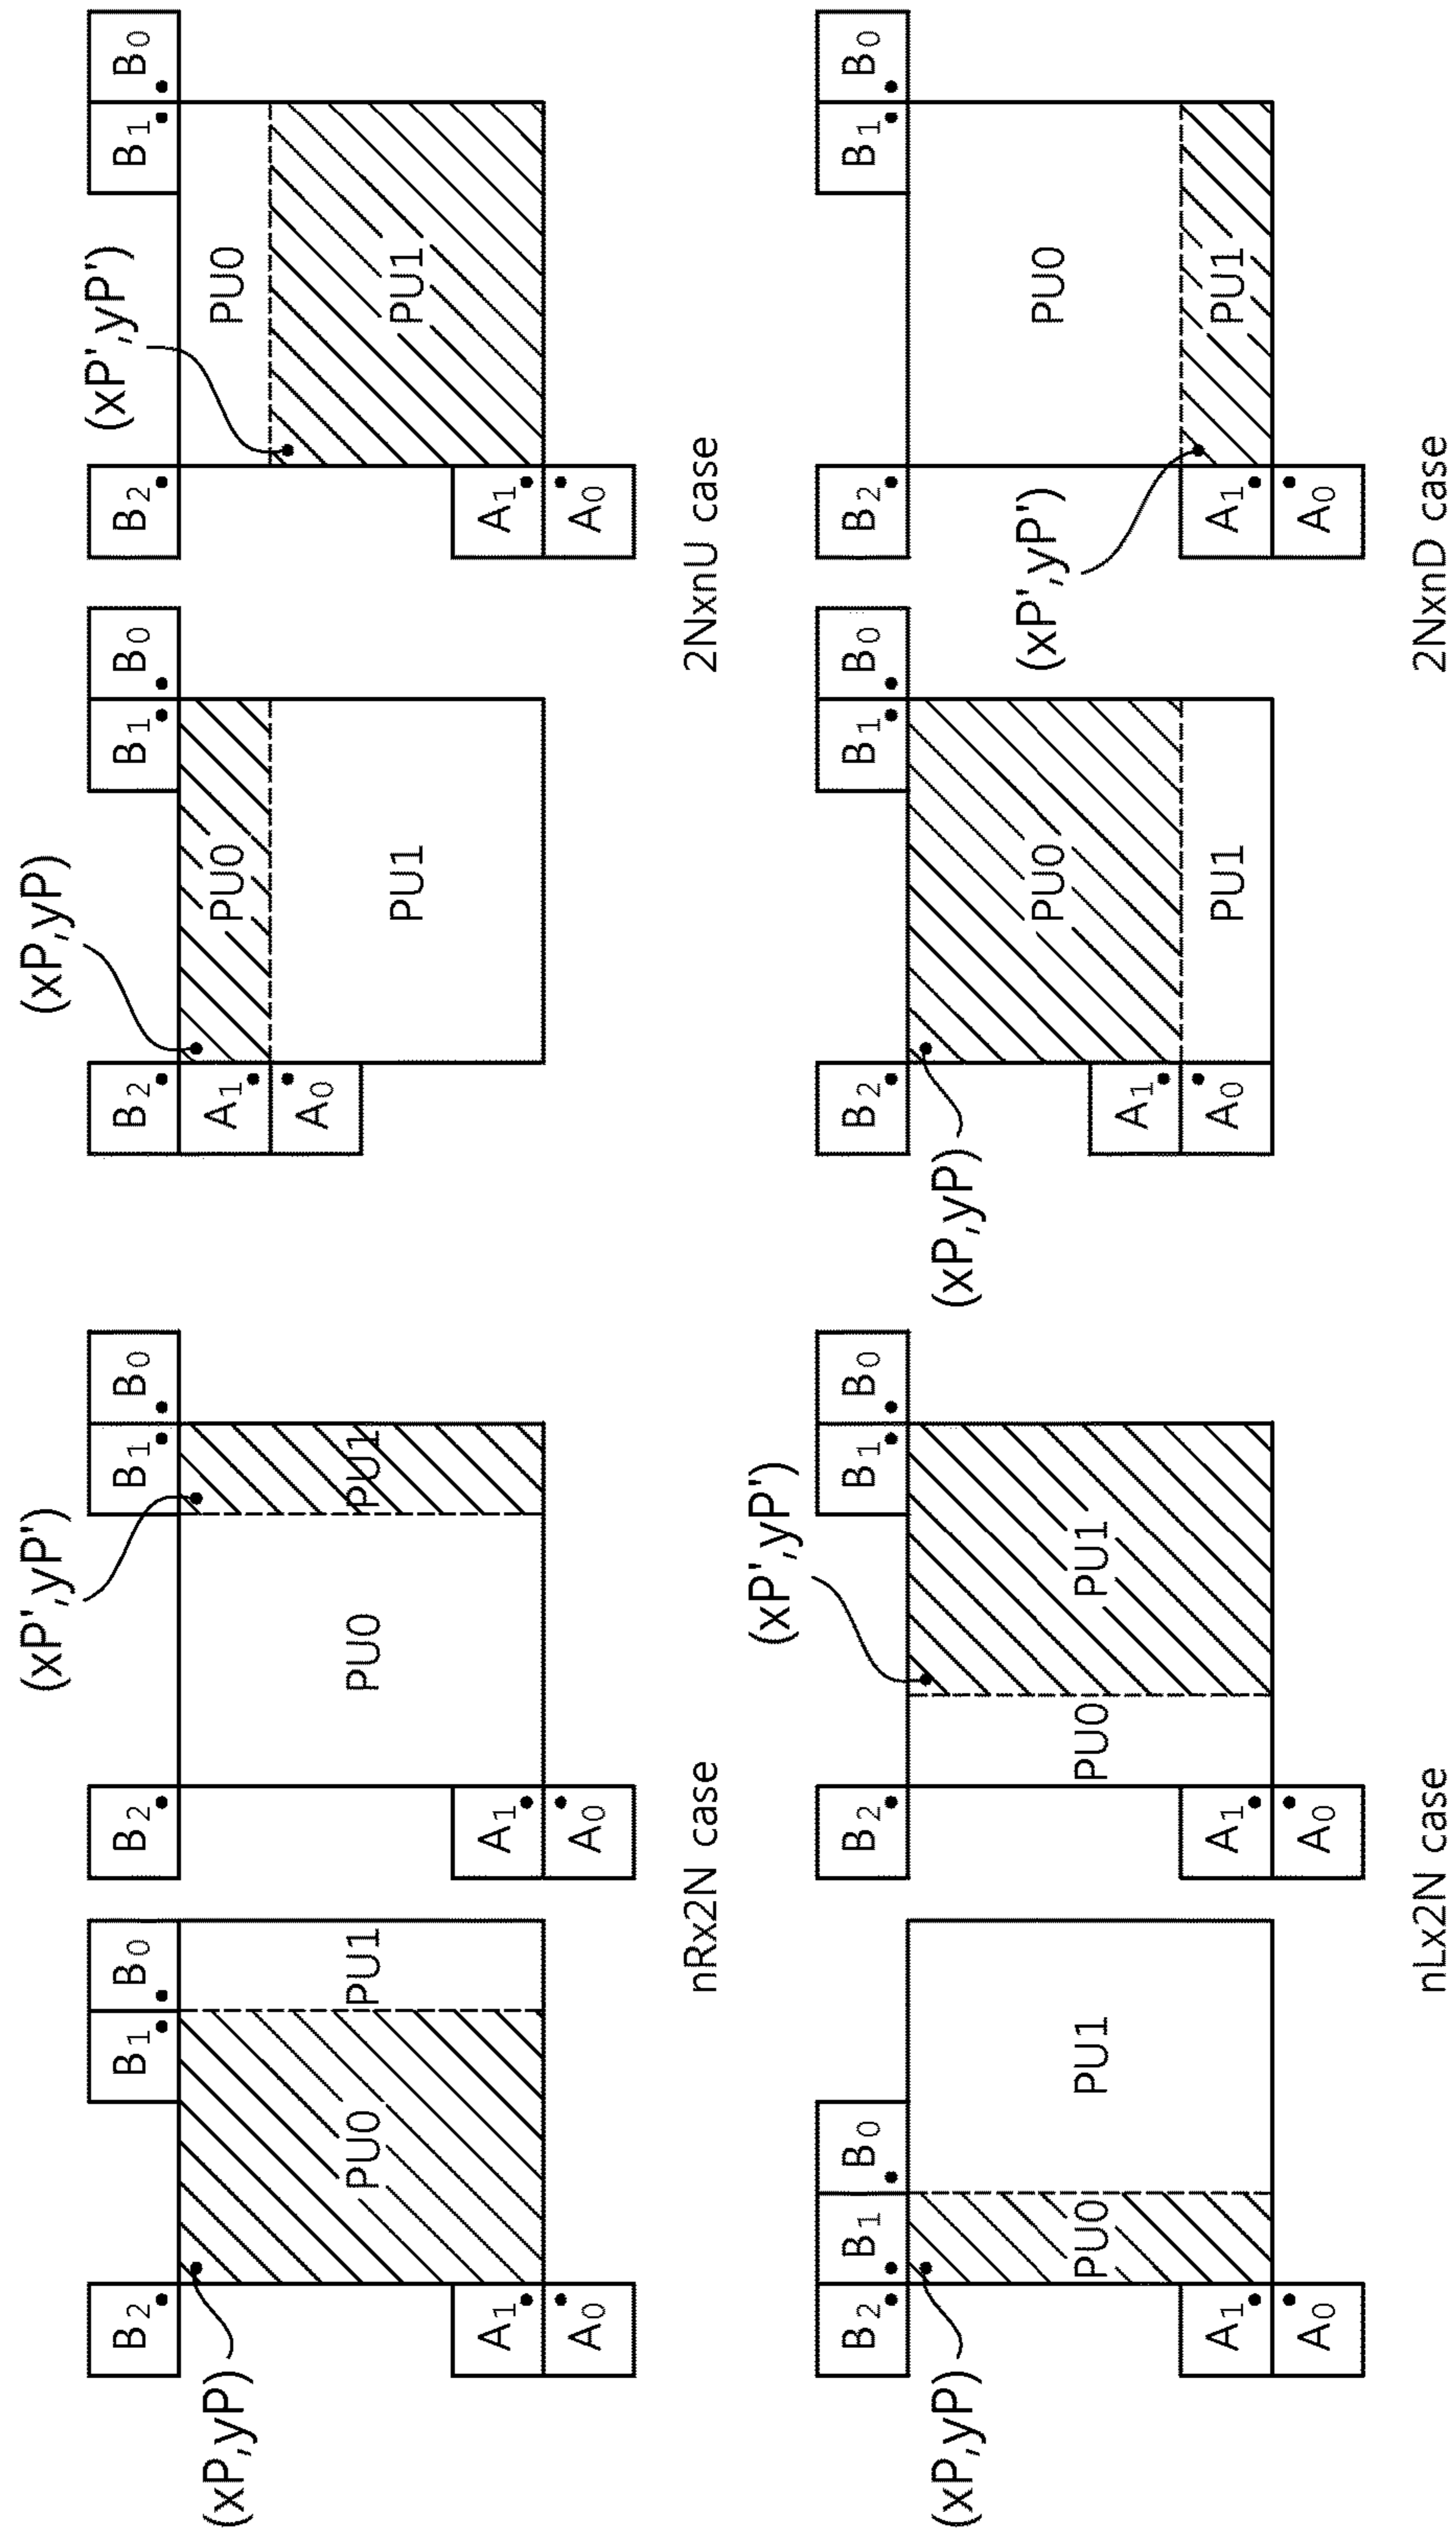 (xP,yP)
B2
B1
B0
PU0
PU1
A1
A0
(xP',yP')
B2
B1
B0
PU0
PU1
A1
A0
nRx2N case
(xP,yP)
B2
B1
B0
A1
PU0
A0
PU1
(xP',yP')
B2
B1
B0
PU0
PU1
A1
A0
2NxnU case
(xP,yP)
B2
B1
B0
PU0
PU1
A1
A0
(xP',yP')
B2
B1
B0
PU0
PU1
A1
A0
nLx2N case
(xP,yP)
B2
B1
B0
PU0
A1
A0
PU1
(xP',yP')
B2
B1
B0
PU0
A1
PU1
A0
2NxnD case